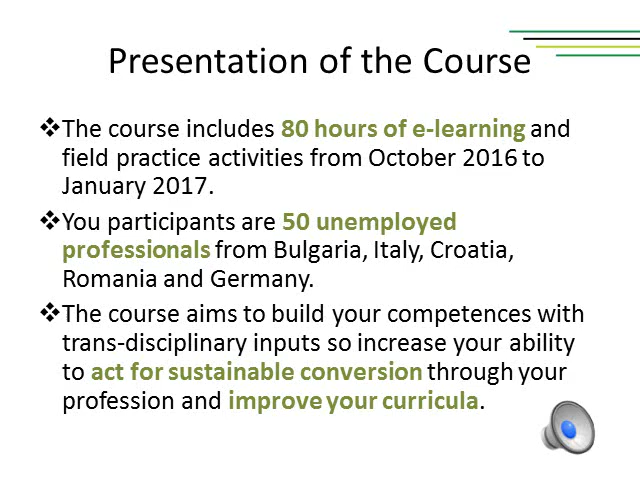 Presentation of the Course
❖The course includes 80 hours of e-learning and
field practice activities from October 2016 to
January 2017.
❖You participants are 50 unemployed
professionals from Bulgaria, Italy, Croatia,
Romania and Germany.
❖The course aims to build your competences with
trans-disciplinary inputs so increase your ability
to act for sustainable conversion through your
profession and improve your curricula.